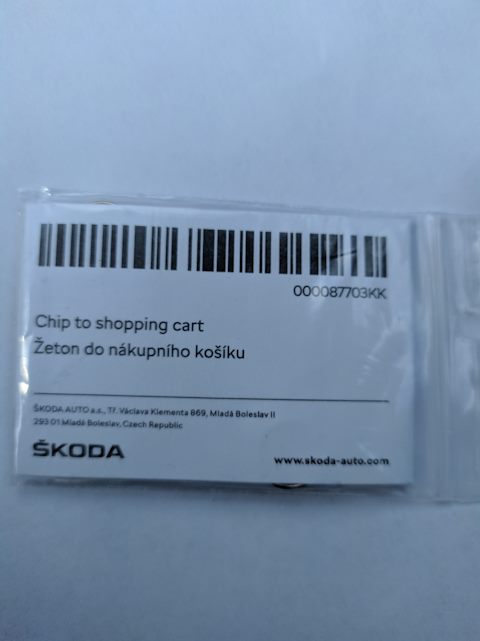 000087703KK
Chip to shopping cart
Žeton do nákupního košíku
ŠKODA AUTO a.s., Tř. Václava Klementa 869, Mladá Boleslav II
293 01 Mladá Boleslav, Czech Republic
ŠKODA
www.skoda-auto.com